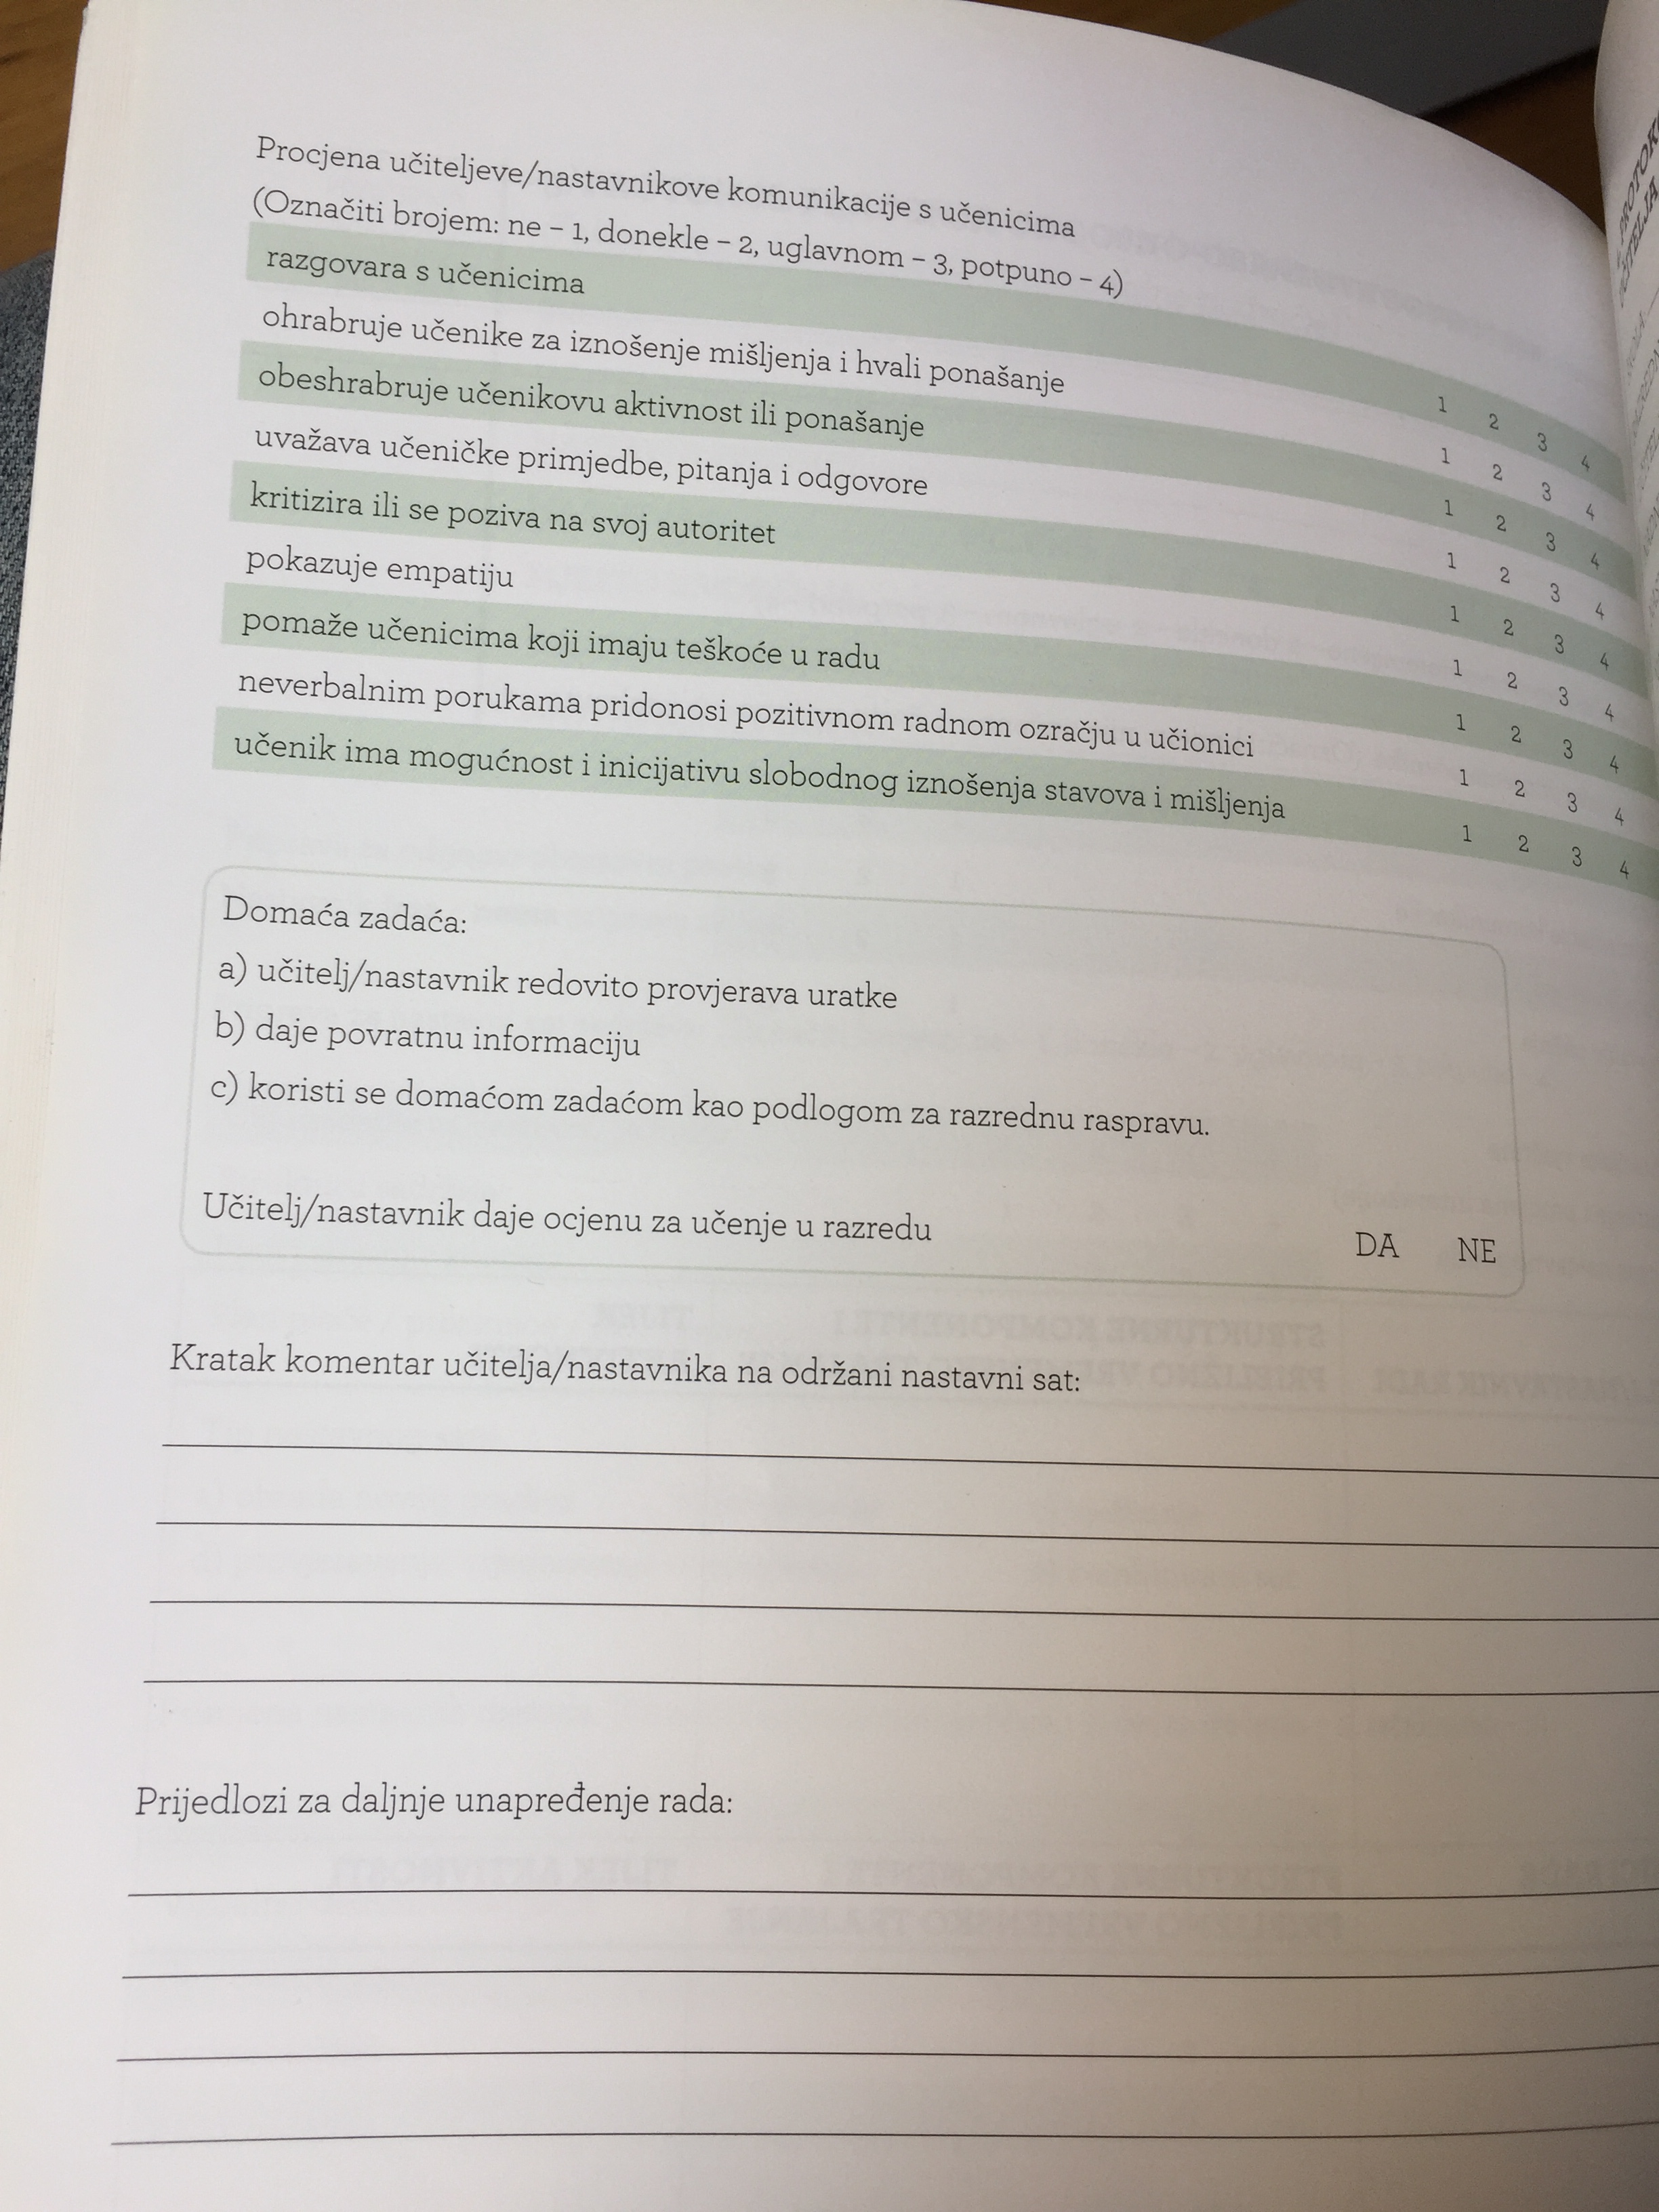 Procjena učiteljeve/nastavnikove komunikacije s učenicima
(Označiti brojem: ne – 1, donekle – 2, uglavnom – 3, potpuno – 4)
razgovara s učenicima 1 2 3 4
ohrabruje učenike za iznošenje mišljenja i hvali ponašanje 1 2 3 4
obeshrabruje učenikovu aktivnost ili ponašanje 1 2 3 4
uvažava učeničke primjedbe, pitanja i odgovore 1 2 3 4
kritizira ili se poziva na svoj autoritet 1 2 3 4
pokazuje empatiju 1 2 3 4
pomaže učenicima koji imaju teškoće u radu 1 2 3 4
neverbalnim porukama pridonosi pozitivnom radnom ozračju u učionici 1 2 3 4
učenik ima mogućnost i inicijativu slobodnog iznošenja stavova i mišljenja 1 2 3 4
Domaća zadaća:
a) učitelj/nastavnik redovito provjerava uratke
b) daje povratnu informaciju
c) koristi se domaćom zadaćom kao podlogom za razrednu raspravu.
Učitelj/nastavnik daje ocjenu za učenje u razredu DA NE
Kratak komentar učitelja/nastavnika na održani nastavni sat:
Prijedlozi za daljnje unapređenje rada:
UČITELJA